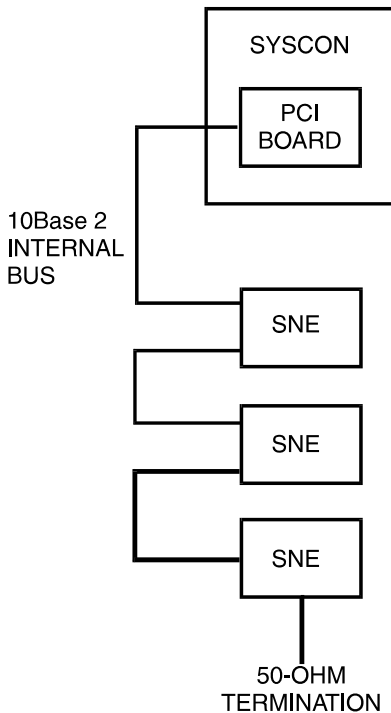 SYSCON
PCI
BOARD
10Base 2
INTERNAL
BUS
SNE
SNE
SNE
50-OHM
TERMINATION